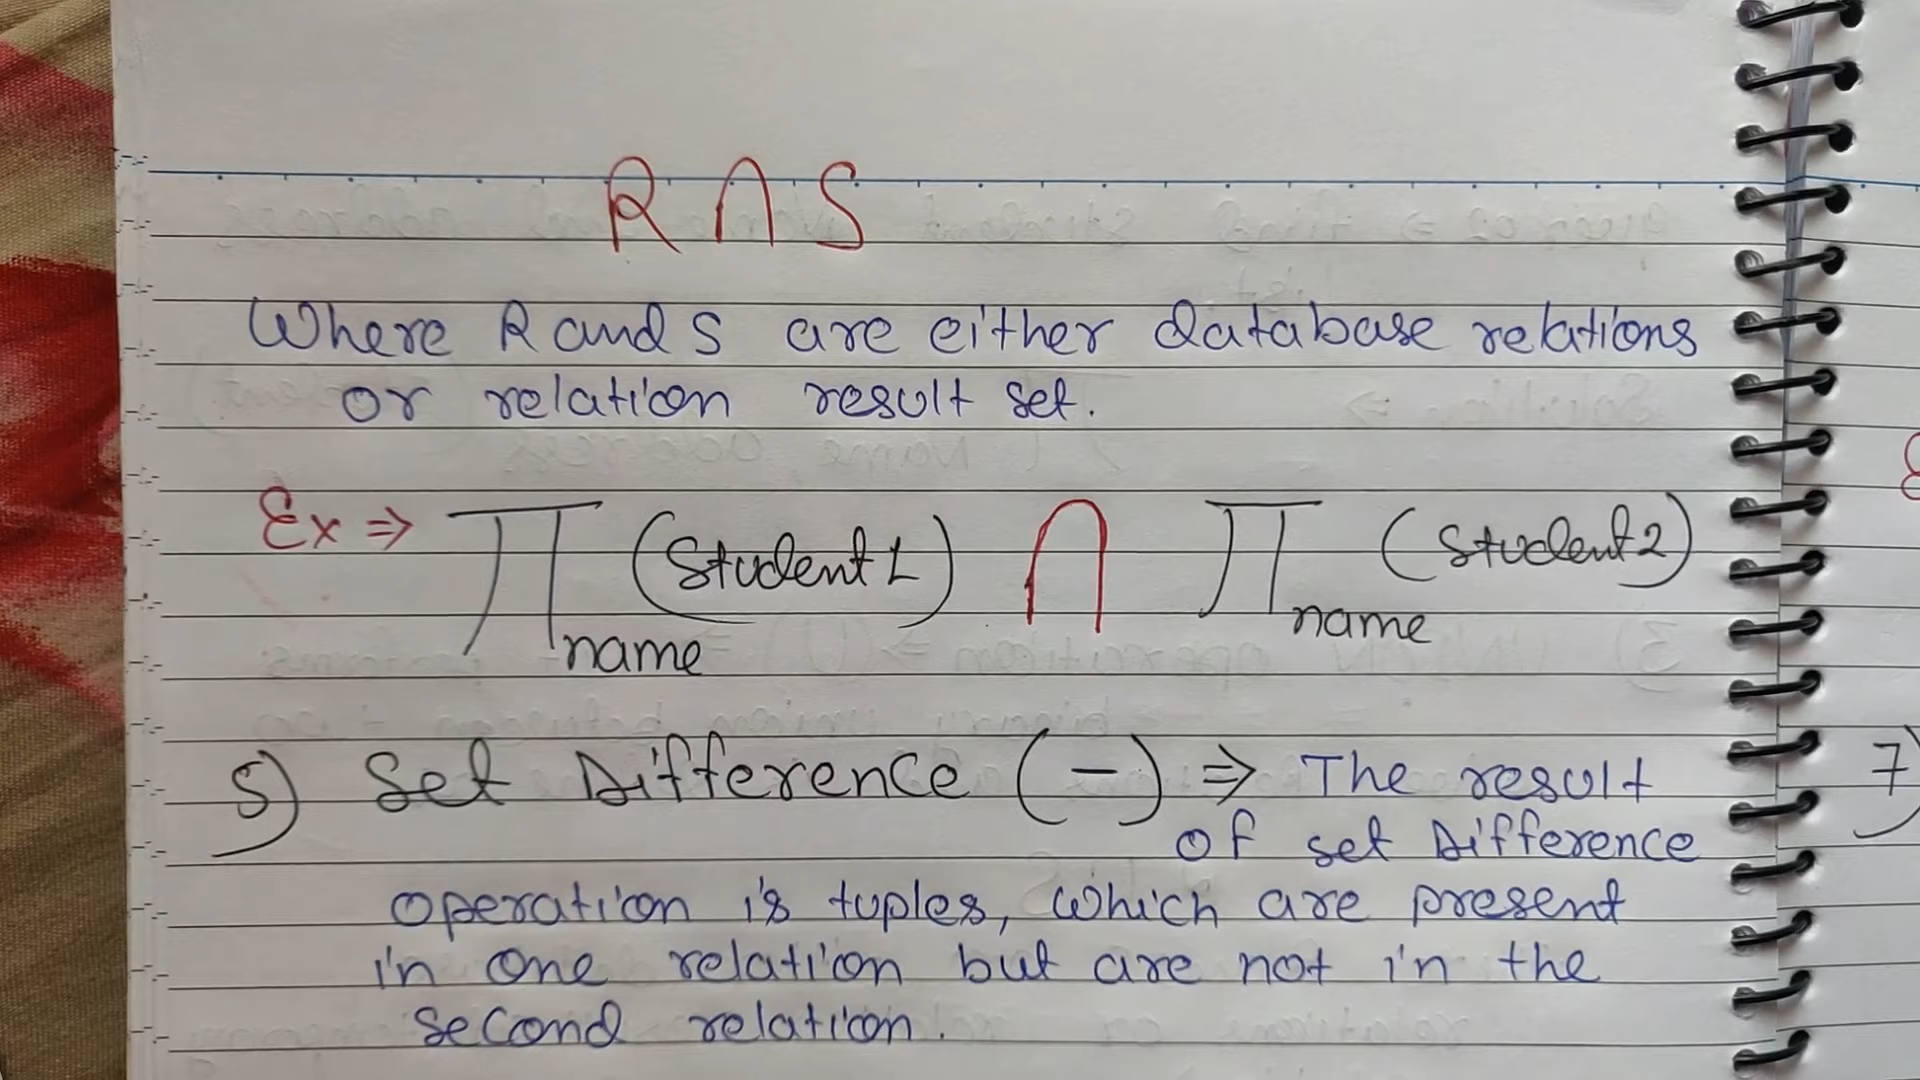 R ∩ S
Where R and S are either database relations
or relation result set.
Ex ⇒ ∏ name (Student1) ∩ ∏ name (Student2)
5) Set Difference (-) ⇒ The result
of set Difference
operation is tuples, which are present
in one relation but are not in the
second relation.
7)